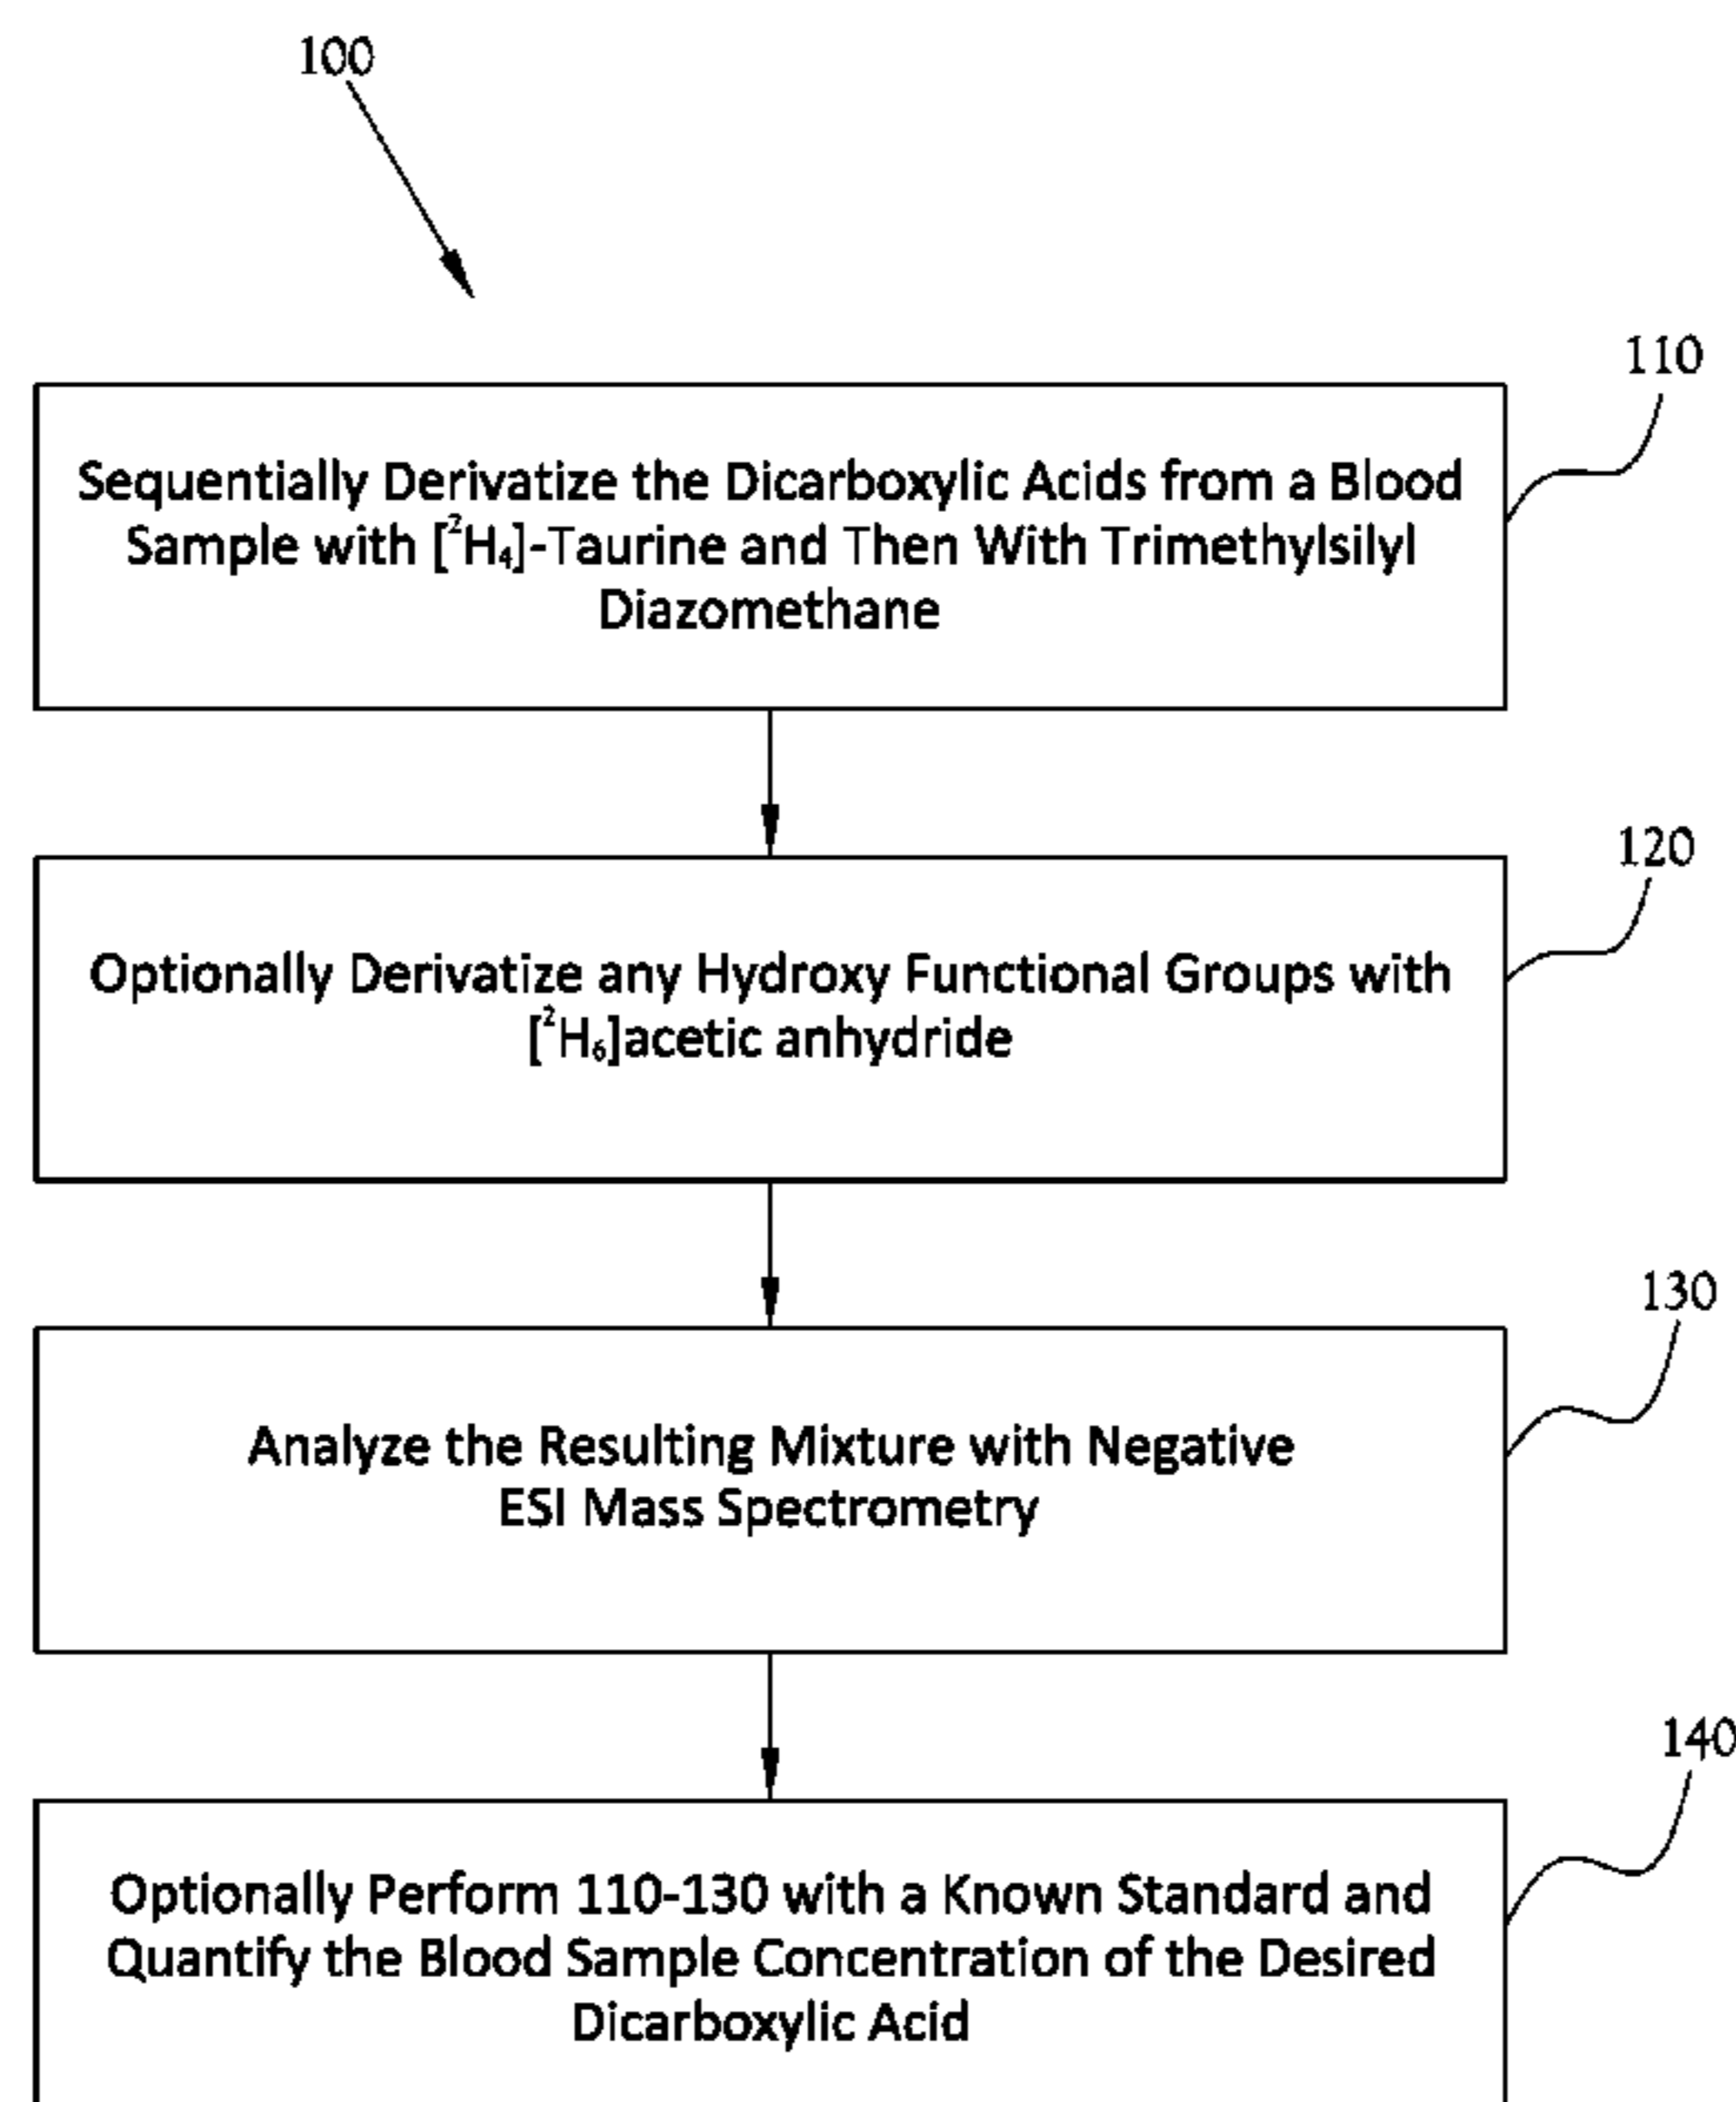 100
110
Sequentially Derivatize the Dicarboxylic Acids from a Blood
Sample with [²H₄]-Taurine and Then With Trimethylsilyl
Diazomethane
120
Optionally Derivatize any Hydroxy Functional Groups with
[²H₆]acetic anhydride
130
Analyze the Resulting Mixture with Negative
ESI Mass Spectrometry
140
Optionally Perform 110-130 with a Known Standard and
Quantify the Blood Sample Concentration of the Desired
Dicarboxylic Acid